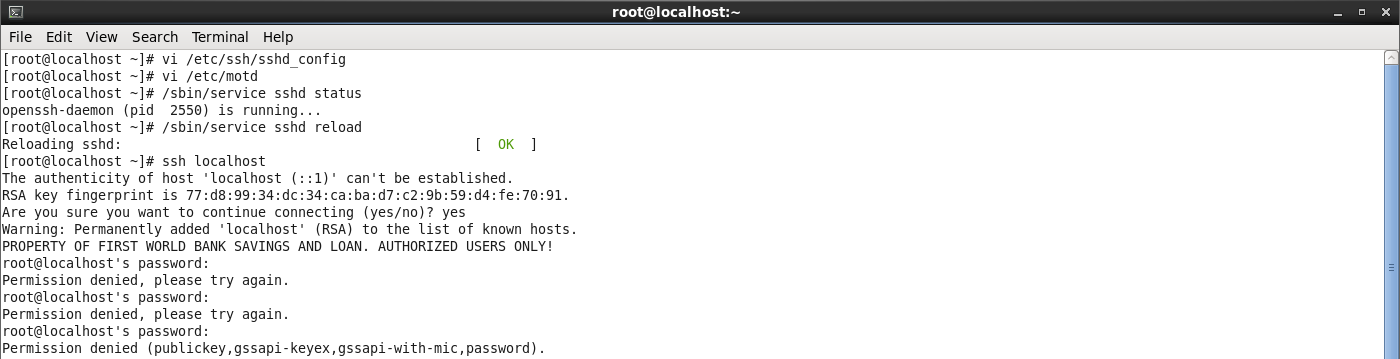 root@localhost:~
File Edit View Search Terminal Help
[root@localhost ~]# vi /etc/ssh/sshd_config
[root@localhost ~]# vi /etc/motd
[root@localhost ~]# /sbin/service sshd status
openssh-daemon (pid  2550) is running...
[root@localhost ~]# /sbin/service sshd reload
Reloading sshd:                                            [  OK  ]
[root@localhost ~]# ssh localhost
The authenticity of host 'localhost (::1)' can't be established.
RSA key fingerprint is 77:d8:99:34:dc:34:ca:ba:d7:c2:9b:59:d4:fe:70:91.
Are you sure you want to continue connecting (yes/no)? yes
Warning: Permanently added 'localhost' (RSA) to the list of known hosts.
PROPERTY OF FIRST WORLD BANK SAVINGS AND LOAN. AUTHORIZED USERS ONLY!
root@localhost's password:
Permission denied, please try again.
root@localhost's password:
Permission denied, please try again.
root@localhost's password:
Permission denied (publickey,gssapi-keyex,gssapi-with-mic,password).